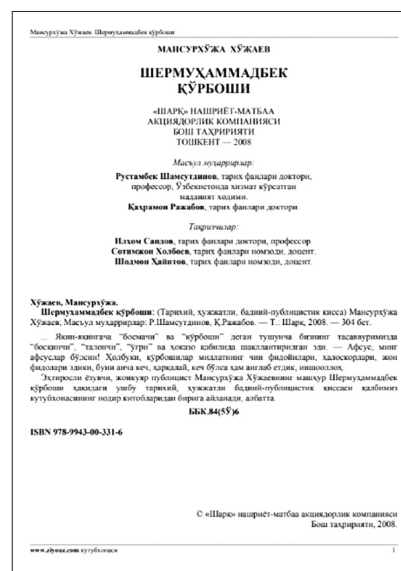 Мансурхўжа Хўжаев. Шермуҳаммадбек қўрбоши
МАНСУРХЎЖА ХЎЖАЕВ
ШЕРМУҲАММАДБЕК
ҚЎРБОШИ
«ШАРҚ» НАШРИЁТ-МАТБАА
АКЦИЯДОРЛИК КОМПАНИЯСИ
БОШ ТАҲРИРИЯТИ
ТОШКЕНТ — 2008
Масъул муҳаррирлар:
Рустамбек Шамсутдинов, тарих фанлари доктори,
профессор, Ўзбекистонда хизмат кўрсатган
маданият ходими.
Қаҳрамон Ражабов, тарих фанлари доктори.
Тақризчилар:
Илҳом Саидов, тарих фанлари доктори, профессор
Сотимжон Холбоев, тарих фанлари номзоди, доцент.
Шодмон Ҳайитов, тарих фанлари номзоди, доцент.
Хўжаев, Мансурхўжа.
Шермуҳаммадбек қўрбоши: (Тарихий, ҳужжатли, бадиий-публицистик қисса) Мансурхўжа
Хўжаев; Масъул муҳаррирлар: Р.Шамсутдинов, Қ.Ражабов. — Т.: Шарқ, 2008. — 304 бет.
... Яқин-яқингача “босмачи” ва “қўрбоши” деган тушунча бизнинг тасаввуримизда
“босқинчи”, “талончи”, “ўғри” ва ҳоказо қабилида шакллантирилган эди. — Афсус, минг
афсуслар бўлсин! Ҳолбуки, қўрбошилар миллатнинг чин фидойилари, халоскорлари, жон
фидолари эдики, буни анча кеч, ҳарқалай, кеч бўлса ҳам англаб етдик, иншооллоҳ.
Эҳтиросли ёзувчи, жонкуяр публицист Мансурхўжа Хўжаевнинг машҳур Шермуҳаммадбек
қўрбоши ҳақидаги ушбу тарихий, ҳужжатли бадиий-публицистик қиссаси қалбимиз
кутубхонасининг нодир китобларидан бирига айланади, албатта.
ББК.84(5Ў)6
ISBN 978-9943-00-331-6
© «Шарқ» нашриёт-матбаа акциядорлик компанияси
Бош таҳририяти, 2008.
www.ziyouz.com кутубхонаси 1